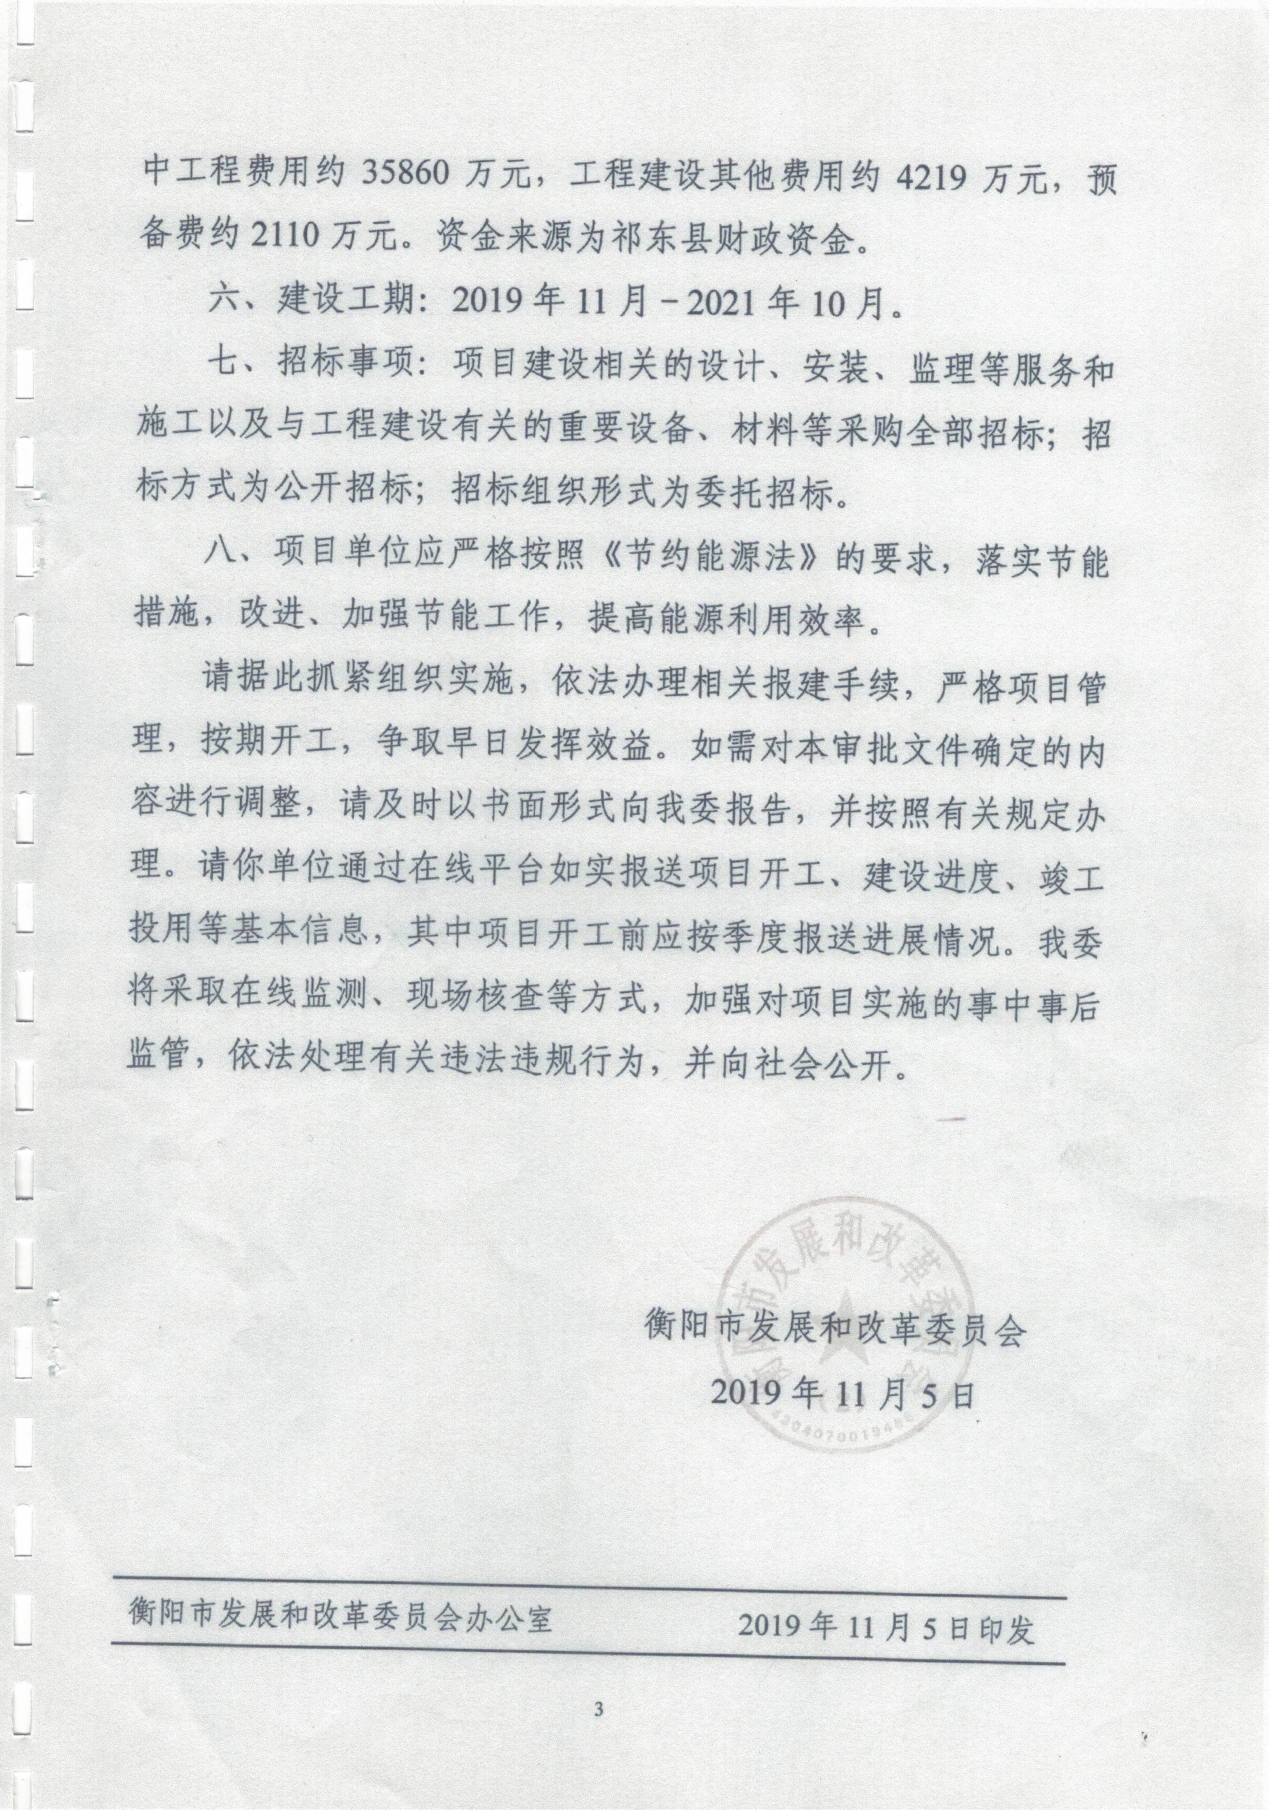 中工程费用约 35860 万元，工程建设其他费用约 4219 万元，预
备费约 2110 万元。资金来源为祁东县财政资金。
六、建设工期：2019 年 11 月－2021 年 10 月。
七、招标事项：项目建设相关的设计、安装、监理等服务和
施工以及与工程建设有关的重要设备、材料等采购全部招标；招
标方式为公开招标；招标组织形式为委托招标。
八、项目单位应严格按照《节约能源法》的要求，落实节能
措施，改进、加强节能工作，提高能源利用效率。
请据此抓紧组织实施，依法办理相关报建手续，严格项目管
理，按期开工，争取早日发挥效益。如需对本审批文件确定的内
容进行调整，请及时以书面形式向我委报告，并按照有关规定办
理。请你单位通过在线平台如实报送项目开工、建设进度、竣工
投用等基本信息，其中项目开工前应按季度报送进展情况。我委
将采取在线监测、现场核查等方式，加强对项目实施的事中事后
监管，依法处理有关违法违规行为，并向社会公开。
衡阳市发展和改革委员会
衡阳市发展和改革委员会
2019 年 11 月 5 日
衡阳市发展和改革委员会办公室 2019 年 11 月 5 日印发
3